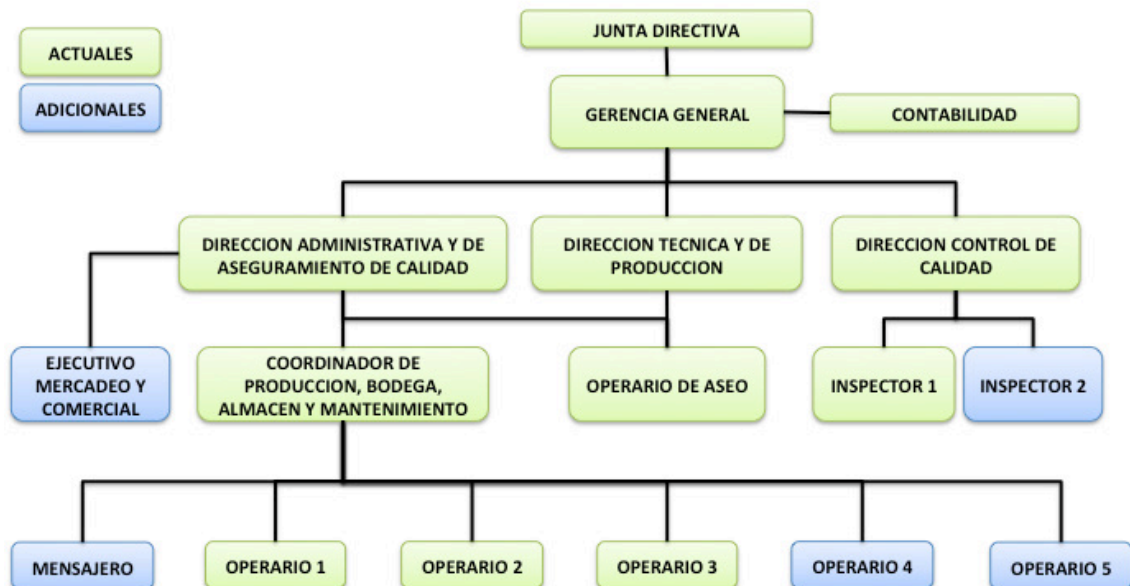 JUNTA DIRECTIVA
ACTUALES
ADICIONALES
GERENCIA GENERAL
CONTABILIDAD
DIRECCION ADMINISTRATIVA Y DE
ASEGURAMIENTO DE CALIDAD
DIRECCION TECNICA Y DE
PRODUCCION
DIRECCION CONTROL DE
CALIDAD
EJECUTIVO
MERCADEO Y
COMERCIAL
COORDINADOR DE
PRODUCCION, BODEGA,
ALMACEN Y MANTENIMIENTO
OPERARIO DE ASEO
INSPECTOR 1
INSPECTOR 2
MENSAJERO
OPERARIO 1
OPERARIO 2
OPERARIO 3
OPERARIO 4
OPERARIO 5